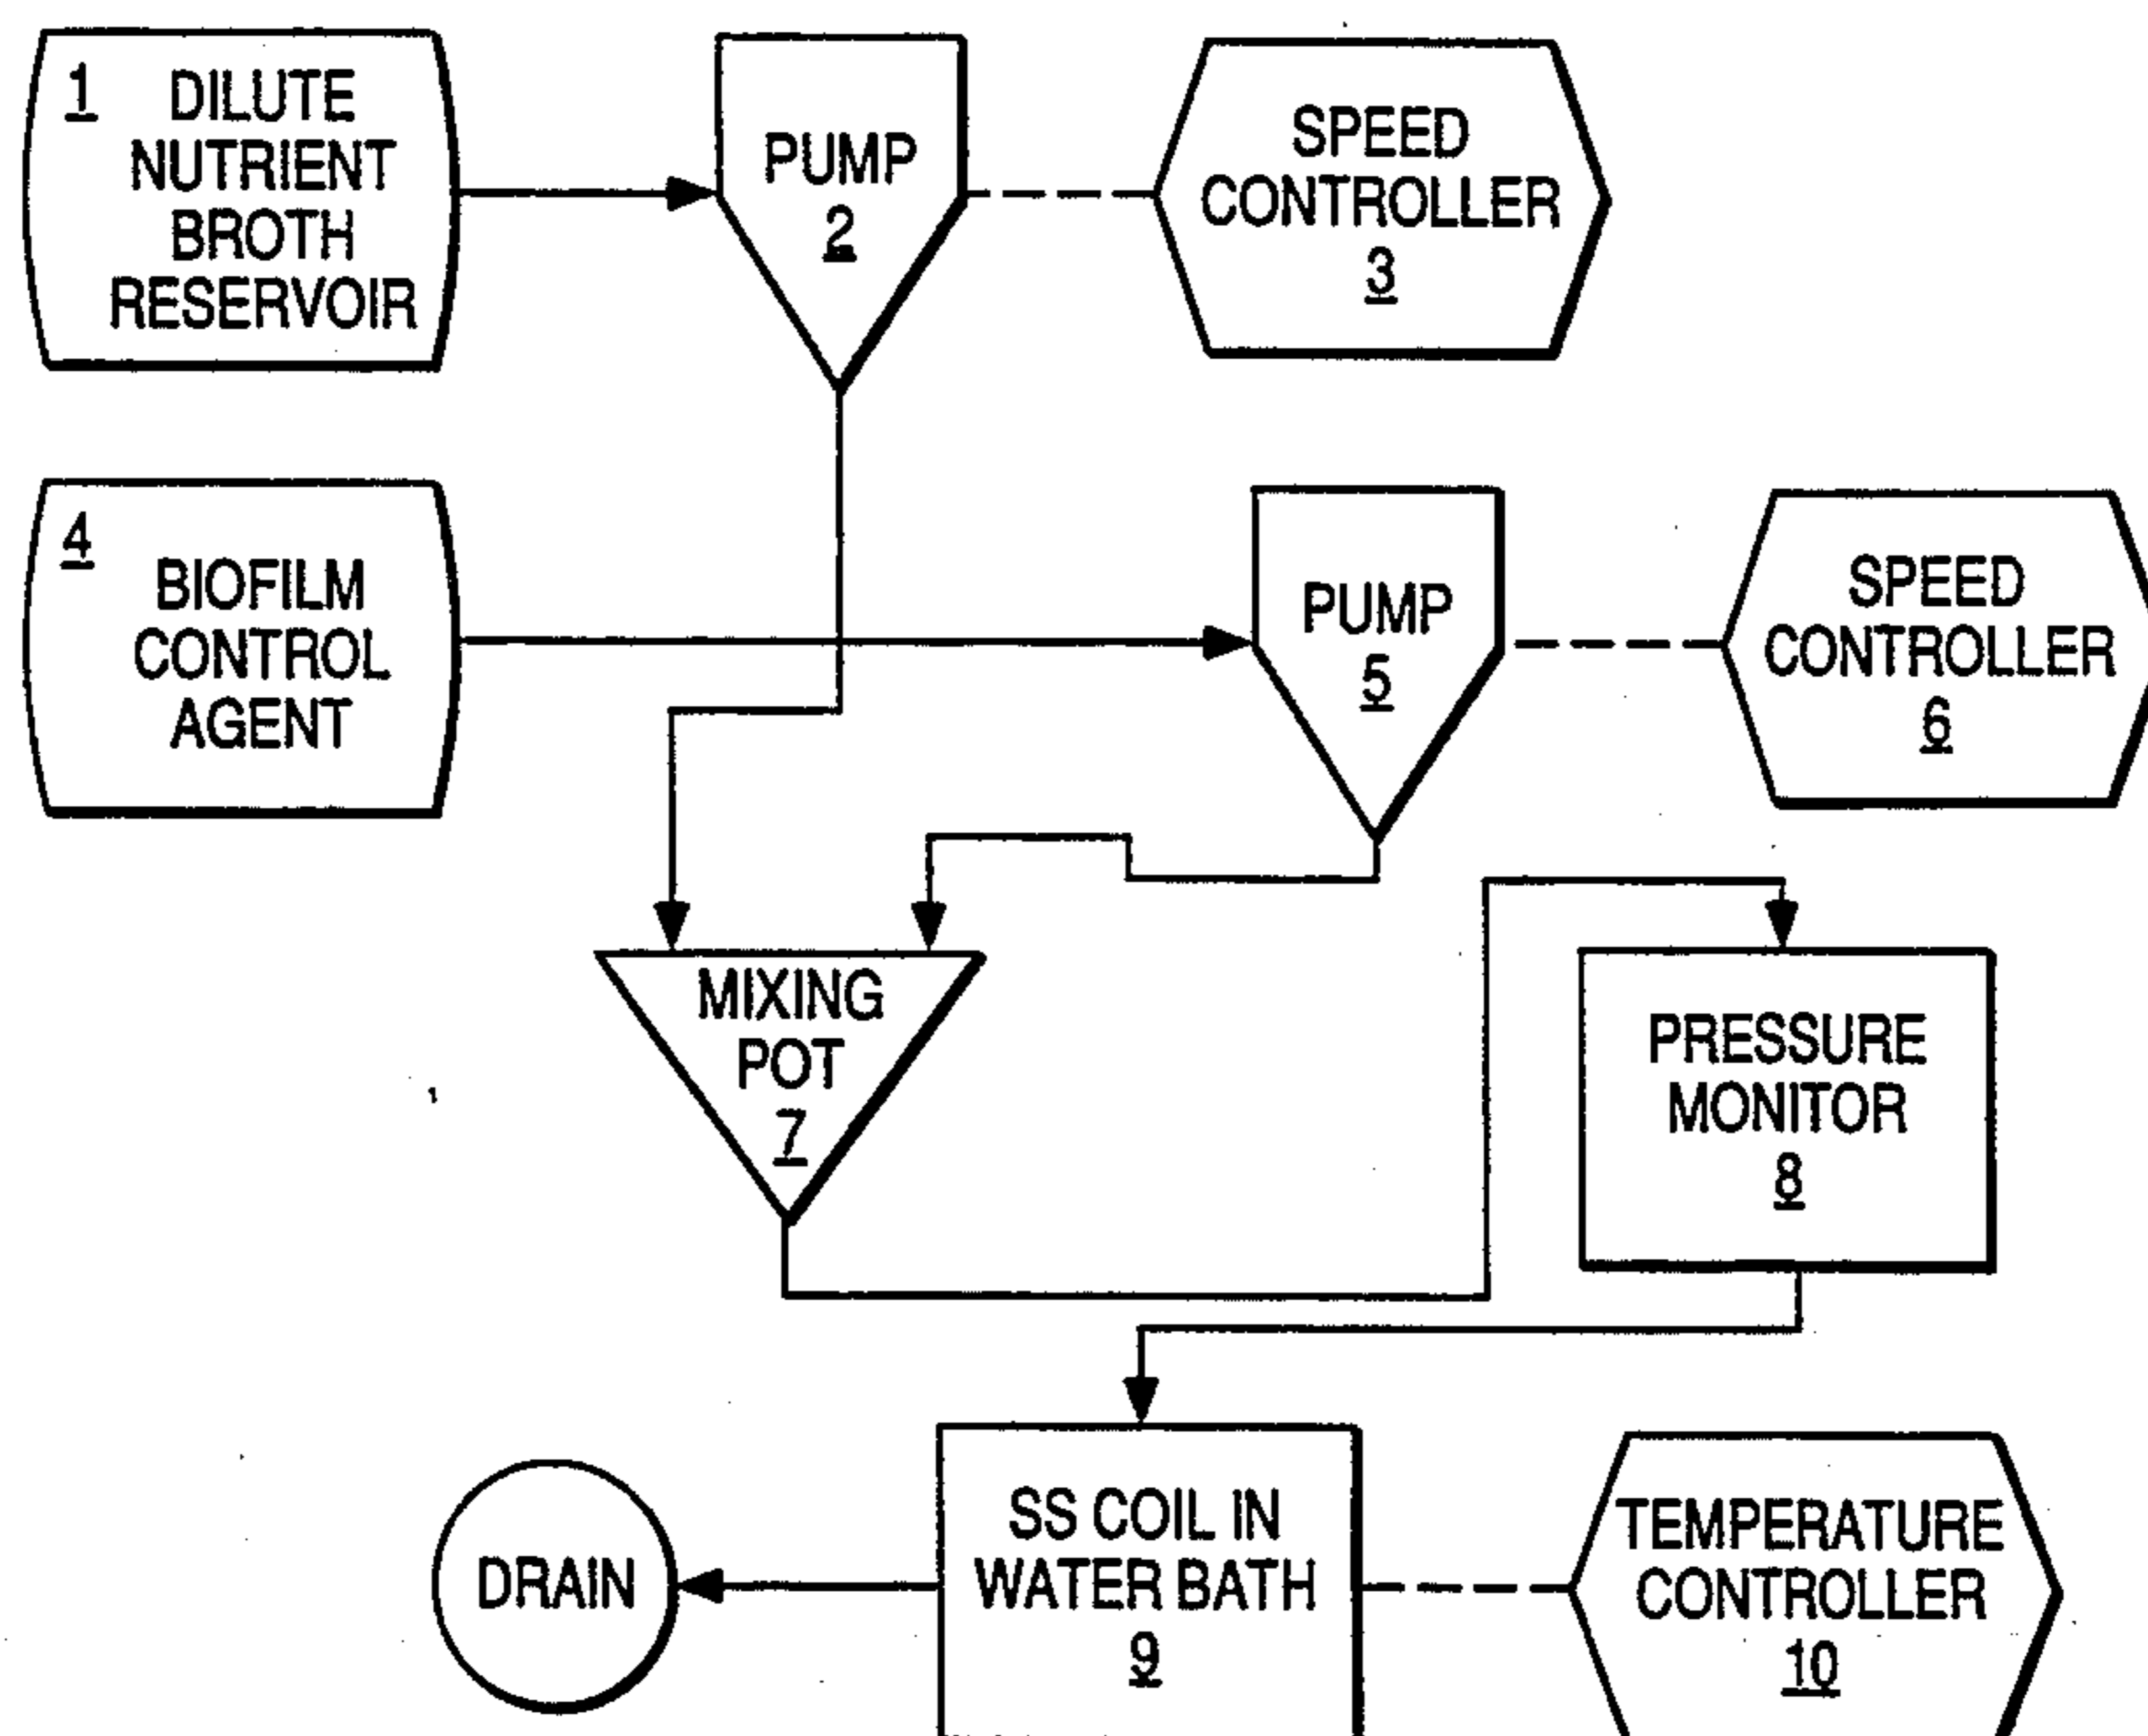 1 DILUTE
NUTRIENT
BROTH
RESERVOIR
PUMP
2
SPEED
CONTROLLER
3
4
BIOFILM
CONTROL
AGENT
PUMP
5
SPEED
CONTROLLER
6
MIXING
POT
7
PRESSURE
MONITOR
8
DRAIN
SS COIL IN
WATER BATH
9
TEMPERATURE
CONTROLLER
10